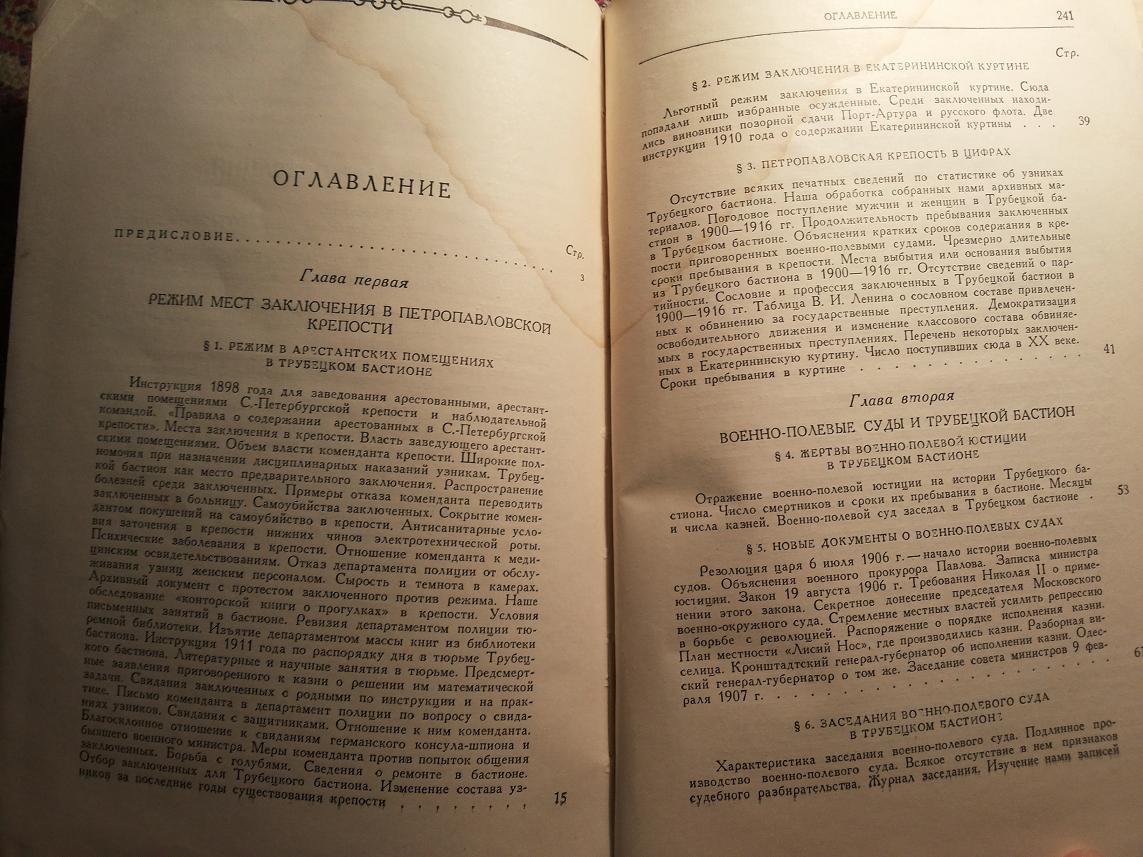 ОГЛАВЛЕНИЕ
Стр.
ПРЕДИСЛОВИЕ. . . . . . . . . . . . . . . . . . . . . . . . . . . . . . 3
Глава первая
РЕЖИМ МЕСТ ЗАКЛЮЧЕНИЯ В ПЕТРОПАВЛОВСКОЙ
КРЕПОСТИ
§ 1. РЕЖИМ В АРЕСТАНТСКИХ ПОМЕЩЕНИЯХ
В ТРУБЕЦКОМ БАСТИОНЕ
Инструкция 1898 года для заведования арестованными, арестант-
скими помещениями С.-Петербургской крепости и наблюдательной
командой. «Правила о содержании арестованных в С.-Петербургской
крепости». Места заключения в крепости. Власть заведующего арестант-
скими помещениями. Объем власти коменданта крепости. Широкие пол-
номочия при назначении дисциплинарных наказаний узникам. Трубец-
кой бастион как место предварительного заключения. Распространение
болезней среди заключенных. Примеры отказа коменданта переводить
заключенных в больницу. Самоубийства заключенных. Сокрытие комен-
дантом покушений на самоубийство в крепости. Антисанитарные усло-
вия заточения в крепости нижних чинов электротехнической роты.
Психические заболевания в крепости. Отношение коменданта к меди-
цинским освидетельствованиям. Отказ департамента полиции от обслу-
живания узниц женским персоналом. Сырость и темнота в камерах.
Архивный документ с протестом заключенного против режима. Наше
обследование «конторской книги о прогулках» в крепости. Условия
письменных занятий в бастионе. Ревизия департаментом полиции тю-
ремной библиотеки. Изъятие департаментом массы книг из библиотеки
бастиона. Инструкция 1911 года по распорядку дня в тюрьме Трубец-
кого бастиона. Литературные и научные занятия в тюрьме. Предсмерт-
ные заявления приговоренного к казни о решении им математической
задачи. Свидания заключенных с родными по инструкции и на прак-
тике. Письмо коменданта в департамент полиции по вопросу о свида-
ниях узников. Свидания с защитниками. Отношение к ним коменданта.
Благосклонное отношение к свиданиям германского консула-шпиона и
бывшего военного министра. Меры коменданта против попыток общения
заключенных. Борьба с голубями. Сведения о ремонте в бастионе.
Отбор заключенных для Трубецкого бастиона. Изменение состава уз-
ников за последние годы существования крепости . . . . . . . . 15
ОГЛАВЛЕНИЕ 241
Стр.
§ 2. РЕЖИМ ЗАКЛЮЧЕНИЯ В ЕКАТЕРИНИНСКОЙ КУРТИНЕ
Льготный режим заключения в Екатерининской куртине. Сюда
попадали лишь избранные осужденные. Среди заключенных находи-
лись виновники позорной сдачи Порт-Артура и русского флота. Две
инструкции 1910 года о содержании Екатерининской куртины . . . 39
§ 3. ПЕТРОПАВЛОВСКАЯ КРЕПОСТЬ В ЦИФРАХ
Отсутствие всяких печатных сведений по статистике об узниках
Трубецкого бастиона. Наша обработка собранных нами архивных ма-
териалов. Погодовое поступление мужчин и женщин в Трубецкой ба-
стион в 1900—1916 гг. Продолжительность пребывания заключенных
в Трубецком бастионе. Объяснения кратких сроков содержания в кре-
пости приговоренных военно-полевыми судами. Чрезмерно длительные
сроки пребывания в крепости. Места выбытия или основания выбытия
из Трубецкого бастиона в 1900—1916 гг. Отсутствие сведений о пар-
тийности. Сословие и профессия заключенных в Трубецкой бастион в
1900—1916 гг. Таблица В. И. Ленина о сословном составе привлечен-
ных к обвинению за государственные преступления. Демократизация
освободительного движения и изменение классового состава обвиняе-
мых в государственных преступлениях. Перечень некоторых заключен-
ных в Екатерининскую куртину. Число поступивших сюда в XX веке.
Сроки пребывания в куртине . . . . . . . . . . . . . . 41
Глава вторая
ВОЕННО-ПОЛЕВЫЕ СУДЫ И ТРУБЕЦКОЙ БАСТИОН
§ 4. ЖЕРТВЫ ВОЕННО-ПОЛЕВОЙ ЮСТИЦИИ
В ТРУБЕЦКОМ БАСТИОНЕ
Отражение военно-полевой юстиции на истории Трубецкого ба-
стиона. Число смертников и сроки их пребывания в бастионе. Месяцы
и числа казней. Военно-полевой суд заседал в Трубецком бастионе . 53
§ 5. НОВЫЕ ДОКУМЕНТЫ О ВОЕННО-ПОЛЕВЫХ СУДАХ
Резолюция царя 6 июля 1906 г. — начало истории военно-полевых
судов. Объяснения военного прокурора Павлова. Записка министра
юстиции. Закон 19 августа 1906 г. Требования Николая II о приме-
нении этого закона. Секретное донесение председателя Московского
военно-окружного суда. Стремление местных властей усилить репрессию
в борьбе с революцией. Распоряжение о порядке исполнения казни.
План местности «Лисий Нос», где производились казни. Разборная ви-
селица. Кронштадтский генерал-губернатор об исполнении казни. Одес-
ский генерал-губернатор о том же. Заседание совета министров 9 фев-
раля 1907 г. . . . . . . . . . . . . . . . . . . . . .
§ 6. ЗАСЕДАНИЯ ВОЕННО-ПОЛЕВОГО СУДА
В ТРУБЕЦКОМ БАСТИОНЕ
Характеристика заседания военно-полевого суда. Подлинное про-
изводство военно-полевого суда. Всякое отсутствие в нем признаков
судебного разбирательства. Журнал заседания. Изучение нами записей